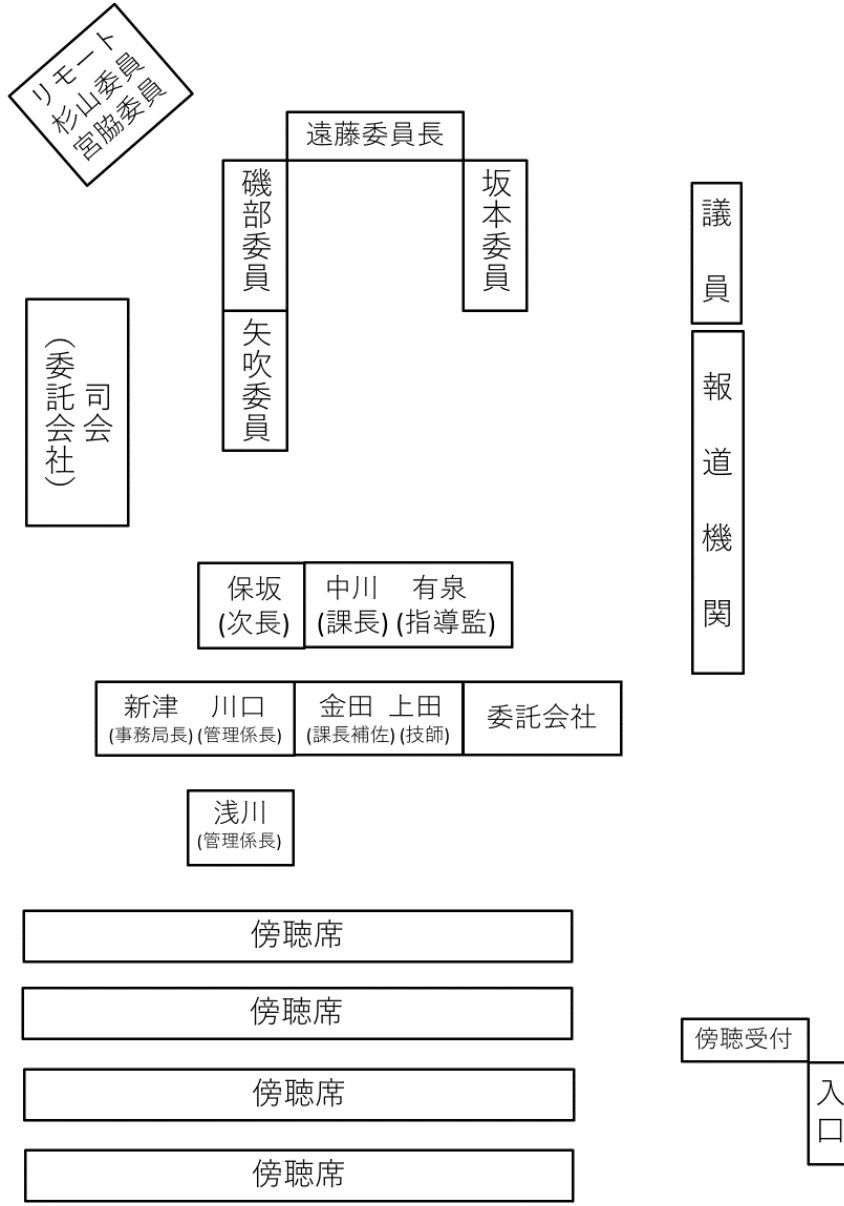 リモート
杉山委員
宮脇委員
遠藤委員長
磯部委員
坂本委員
議員
矢吹委員
司会
(委託会社)
報道機関
保坂
(次長)
中川 有泉
(課長) (指導監)
新津 川口
(事務局長) (管理係長)
金田 上田
(課長補佐) (技師)
委託会社
浅川
(管理係長)
傍聴席
傍聴席
傍聴席
傍聴席
傍聴受付
入口